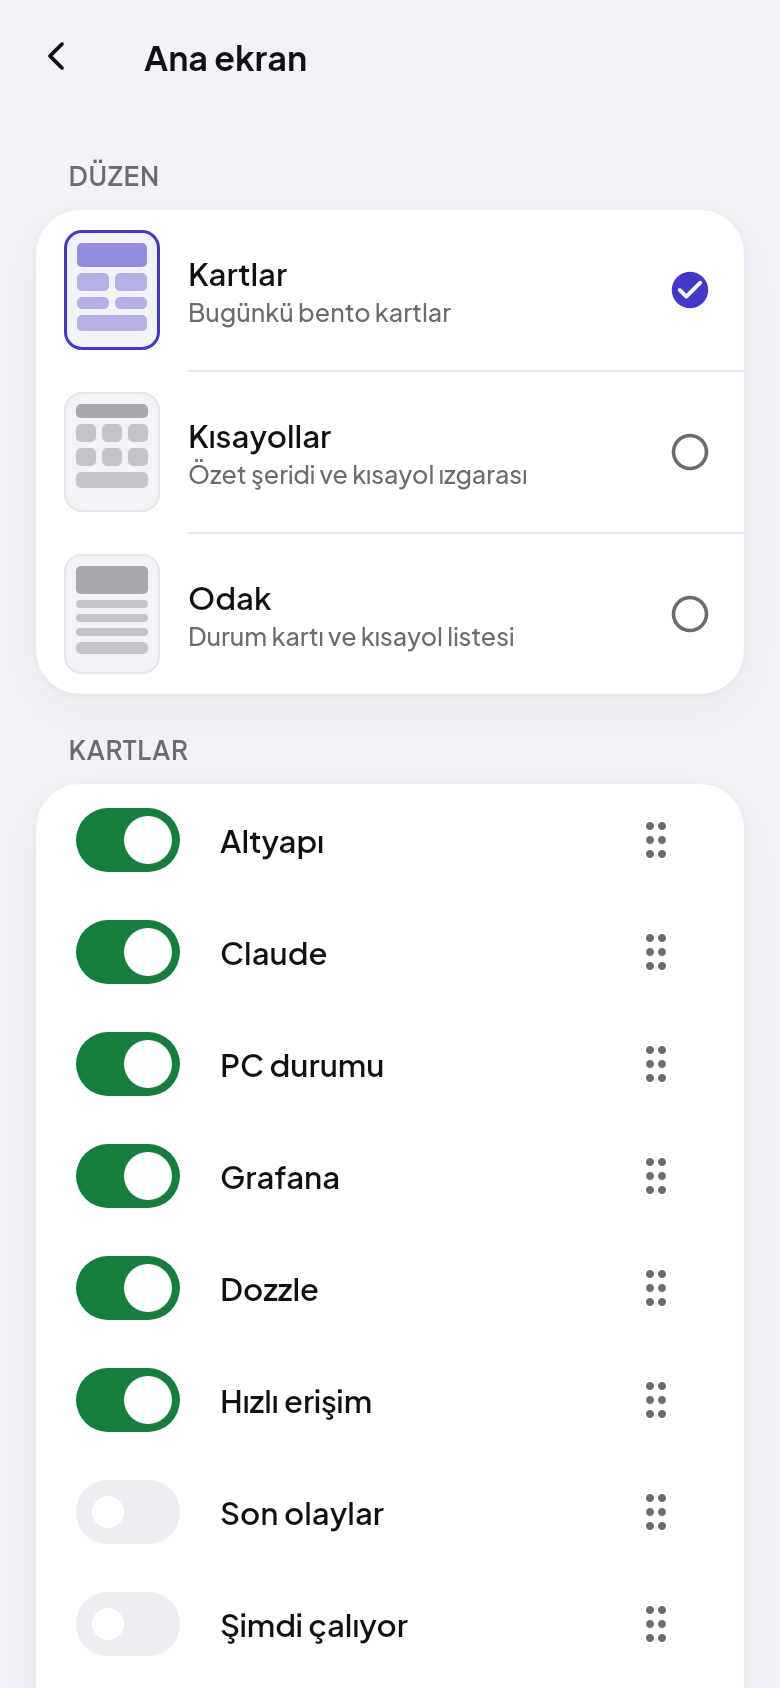 Ana ekran
DÜZEN
Kartlar
Bugünkü bento kartlar
Kısayollar
Özet şeridi ve kısayol ızgarası
Odak
Durum kartı ve kısayol listesi
KARTLAR
Altyapı
Claude
PC durumu
Grafana
Dozzle
Hızlı erişim
Son olaylar
Şimdi çalıyor